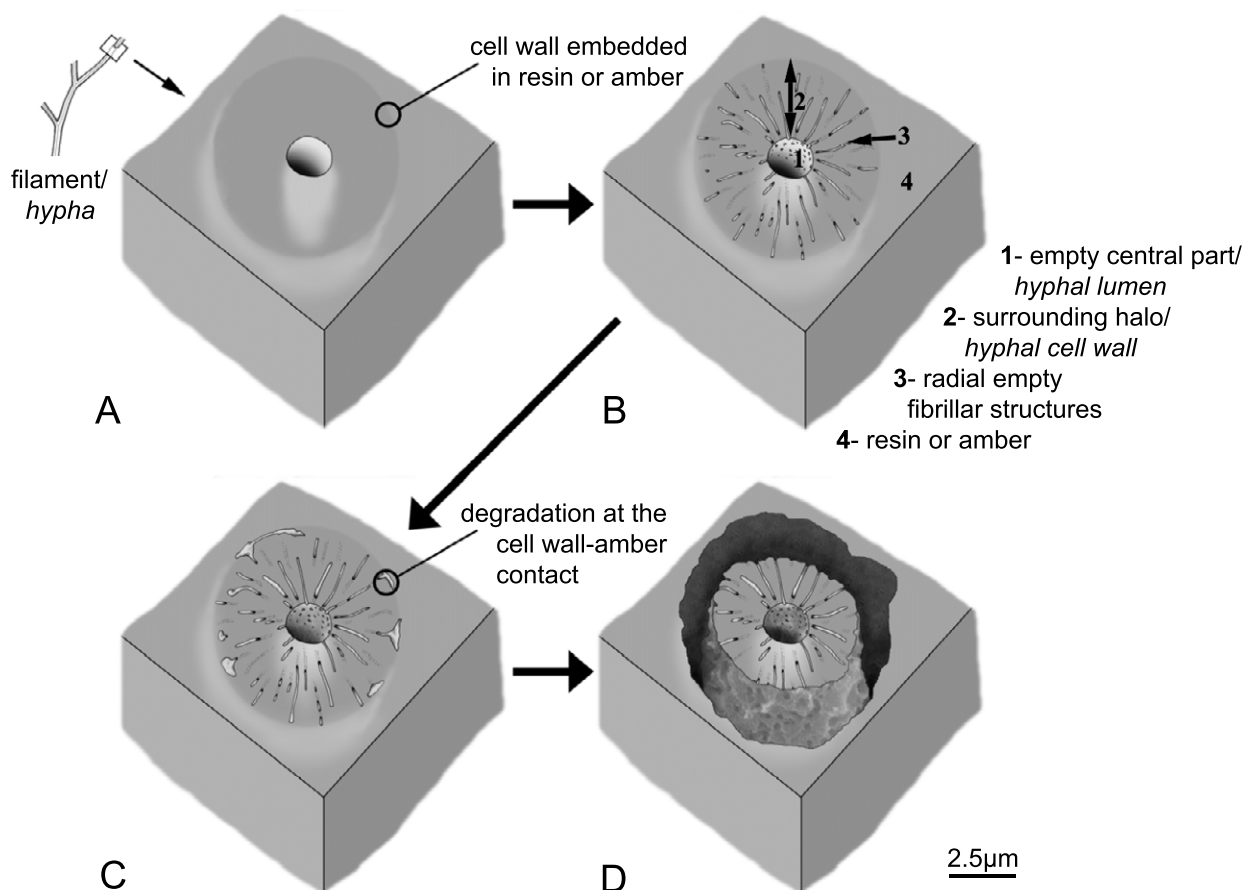 cell wall embedded
in resin or amber
filament/
hypha
A
2
3
1
4
B
1- empty central part/
hyphal lumen
2- surrounding halo/
hyphal cell wall
3- radial empty
fibrillar structures
4- resin or amber
degradation at the
cell wall-amber
contact
C
D
2.5µm